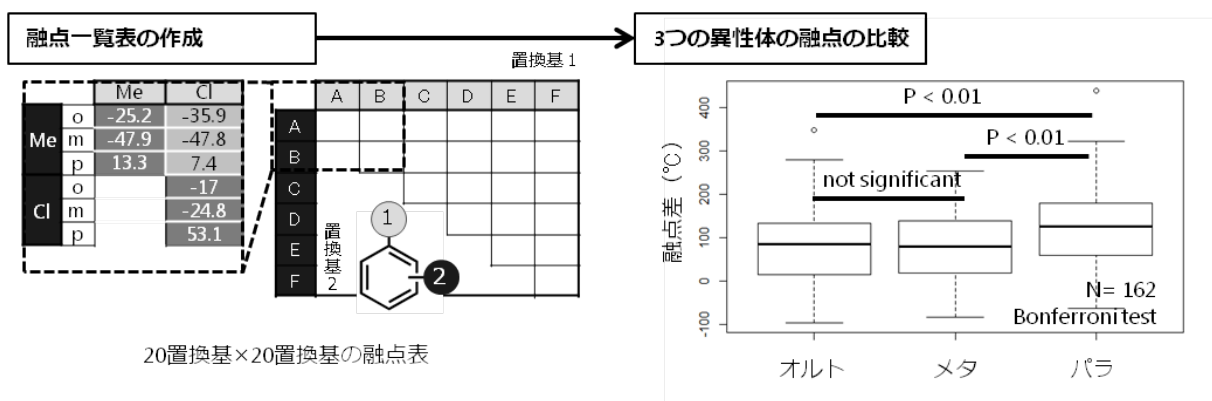 融点一覧表の作成
3つの異性体の融点の比較
置換基1
Me Cl
Me o -25.2 -35.9
m -47.9 -47.8
p 13.3 7.4
Cl o -17
m -24.8
p 53.1
A B C D E F
A
B
C
D
E
F
置換基2
1
2
20置換基×20置換基の融点表
融点差 (℃)
400
300
200
100
0
-100
P < 0.01
P < 0.01
not significant
N= 162
Bonferroni test
オルト メタ パラ